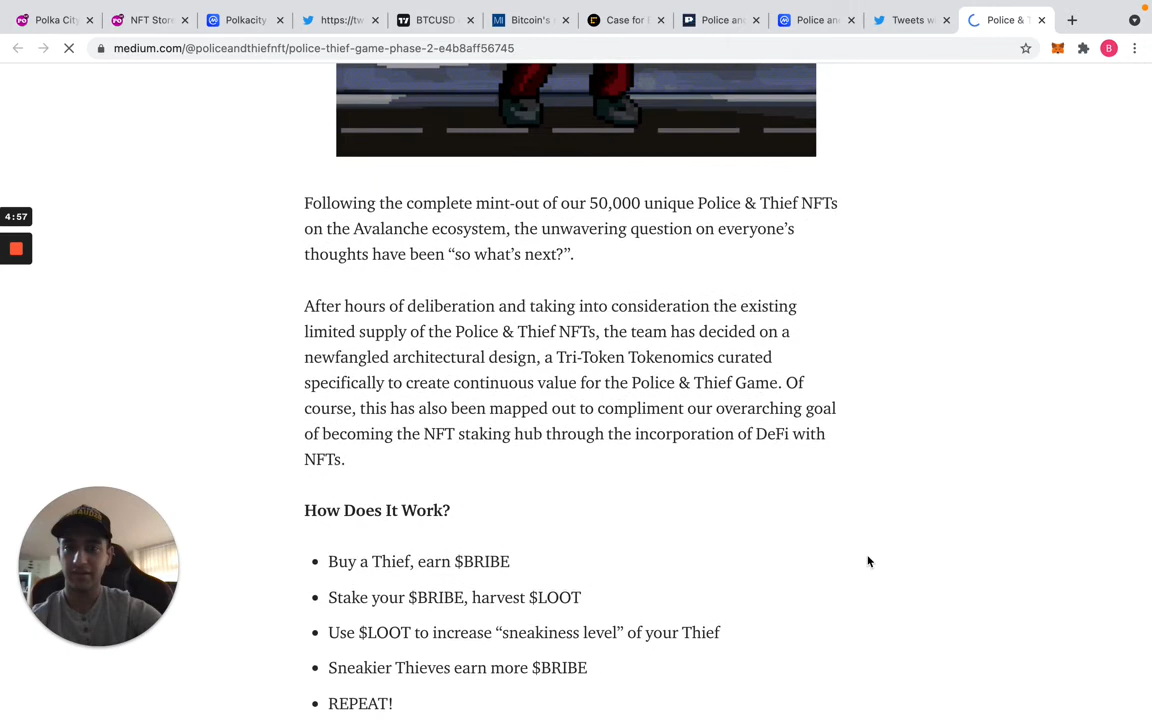 Polka City
NFT Store
Polkacity
https://tw
BTCUSD
Bitcoin's
Case for
Police and
Police and
Tweets w
Police & T
medium.com/@policeandthiefnft/police-thief-game-phase-2-e4b8aff56745
B
4:57
Following the complete mint-out of our 50,000 unique Police & Thief NFTs
on the Avalanche ecosystem, the unwavering question on everyone's
thoughts have been “so what's next?”.
After hours of deliberation and taking into consideration the existing
limited supply of the Police & Thief NFTs, the team has decided on a
newfangled architectural design, a Tri-Token Tokenomics curated
specifically to create continuous value for the Police & Thief Game. Of
course, this has also been mapped out to compliment our overarching goal
of becoming the NFT staking hub through the incorporation of DeFi with
NFTs.
How Does It Work?
• Buy a Thief, earn $BRIBE
• Stake your $BRIBE, harvest $LOOT
• Use $LOOT to increase “sneakiness level” of your Thief
• Sneakier Thieves earn more $BRIBE
• REPEAT!